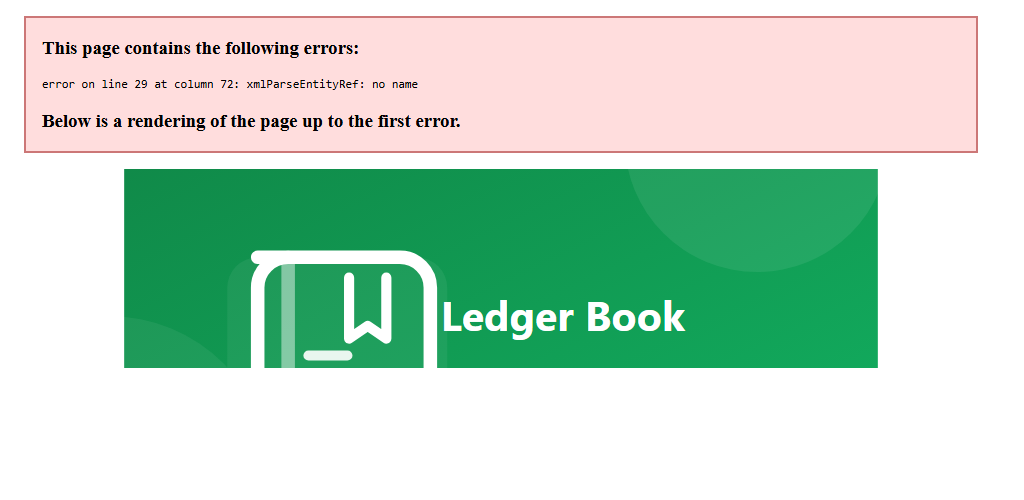 This page contains the following errors:
error on line 29 at column 72: xmlParseEntityRef: no name
Below is a rendering of the page up to the first error.
Ledger Book